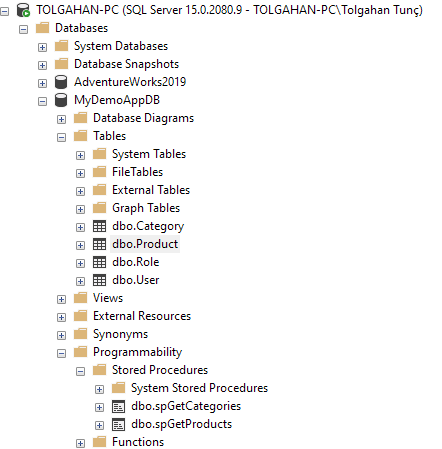 TOLGAHAN-PC (SQL Server 15.0.2080.9 - TOLGAHAN-PC\Tolgahan Tunç)
Databases
System Databases
Database Snapshots
AdventureWorks2019
MyDemoAppDB
Database Diagrams
Tables
System Tables
FileTables
External Tables
Graph Tables
dbo.Category
dbo.Product
dbo.Role
dbo.User
Views
External Resources
Synonyms
Programmability
Stored Procedures
System Stored Procedures
dbo.spGetCategories
dbo.spGetProducts
Functions